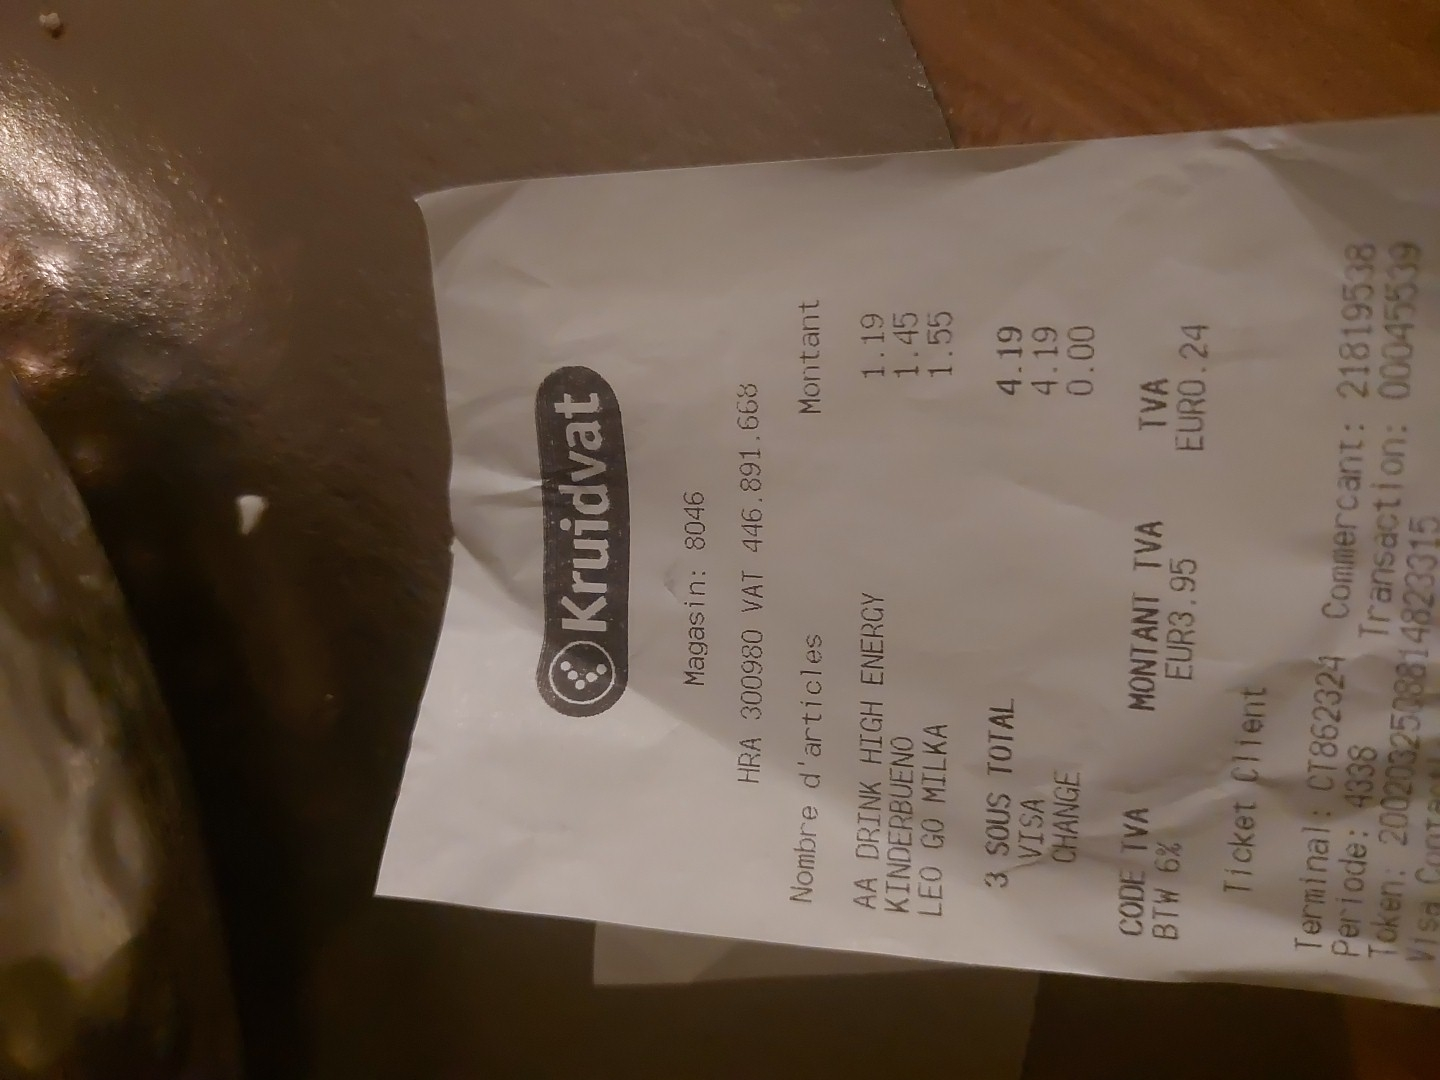 Kruidvat
Magasin: 8046
HRA 300980 VAT 446.891.668
Nombre d'articles Montant
AA DRINK HIGH ENERGY 1.19
KINDERBUENO 1.45
LEO GO MILKA 1.55
3 SOUS TOTAL 4.19
VISA 4.19
CHANGE 0.00
CODE TVA MONTANT TVA TVA
BTW 6% EUR3.95 EUR0.24
Ticket Client
Terminal: CT862324 Commercant: 21819538
Periode: 4338 Transaction: 00045539
Token:
Visa